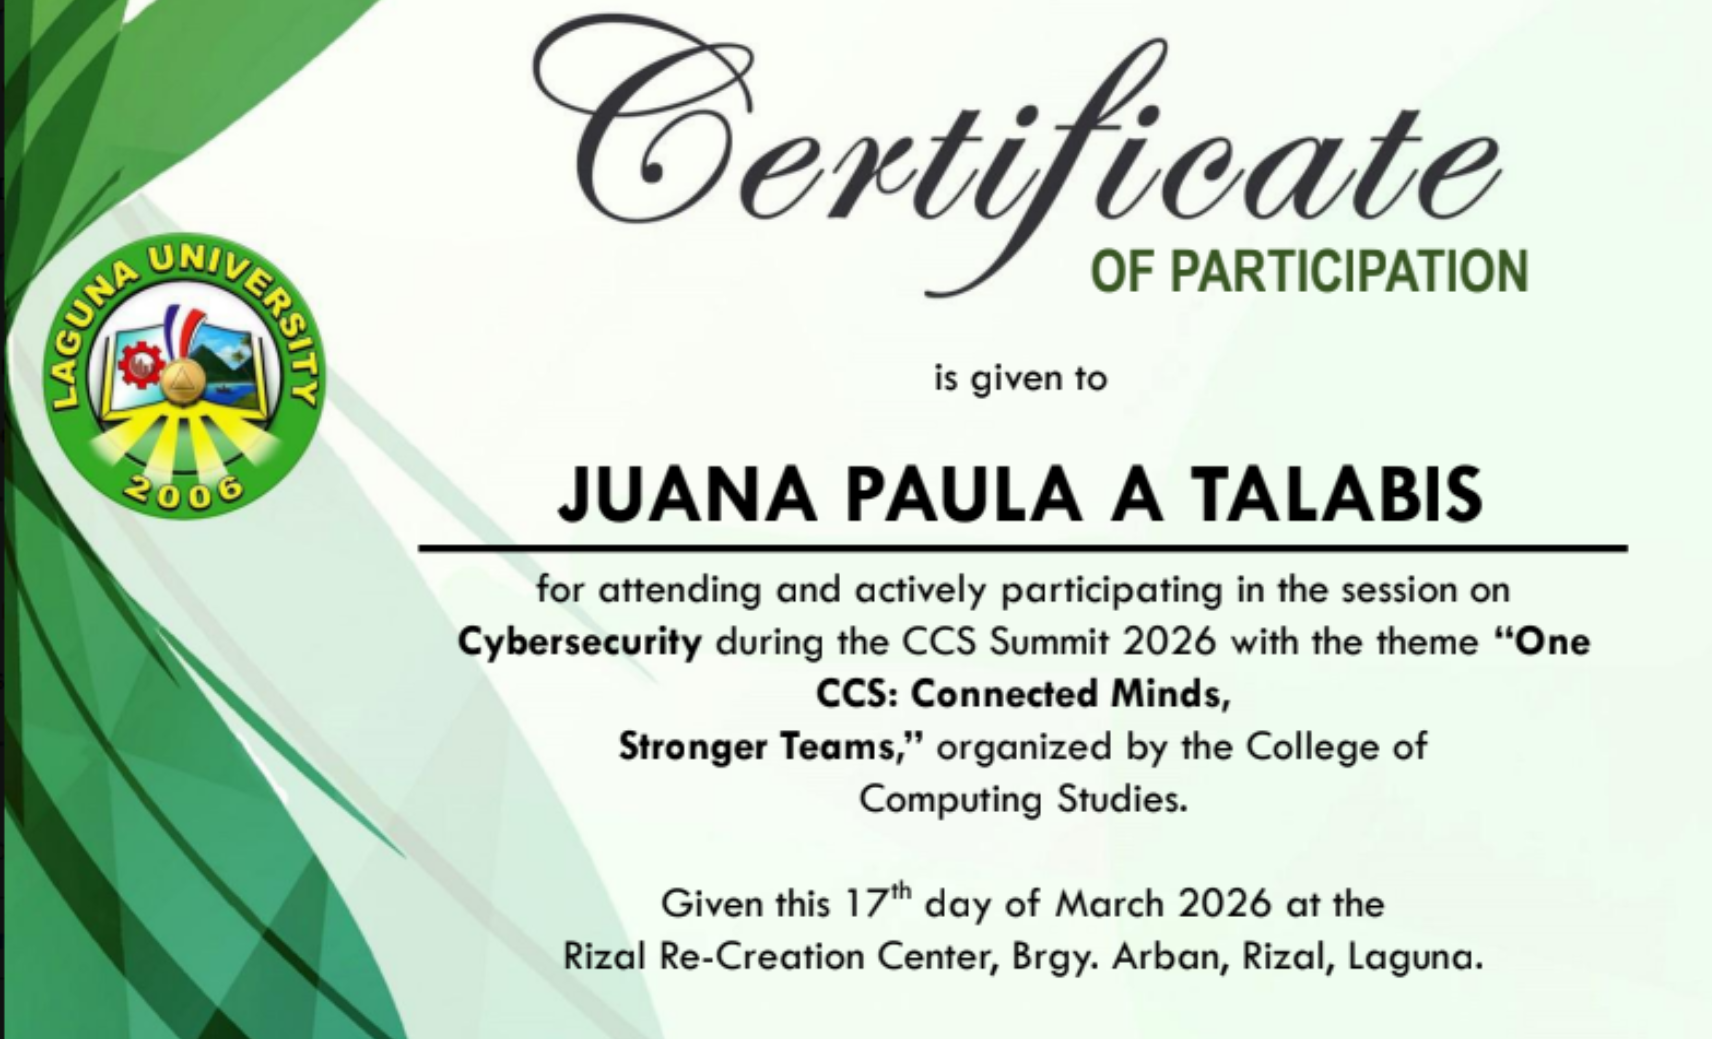 Certificate
OF PARTICIPATION
LAGUNA UNIVERSITY
2006
is given to
JUANA PAULA A TALABIS
for attending and actively participating in the session on
Cybersecurity during the CCS Summit 2026 with the theme “One
CCS: Connected Minds,
Stronger Teams,” organized by the College of
Computing Studies.
Given this 17th day of March 2026 at the
Rizal Re-Creation Center, Brgy. Arban, Rizal, Laguna.